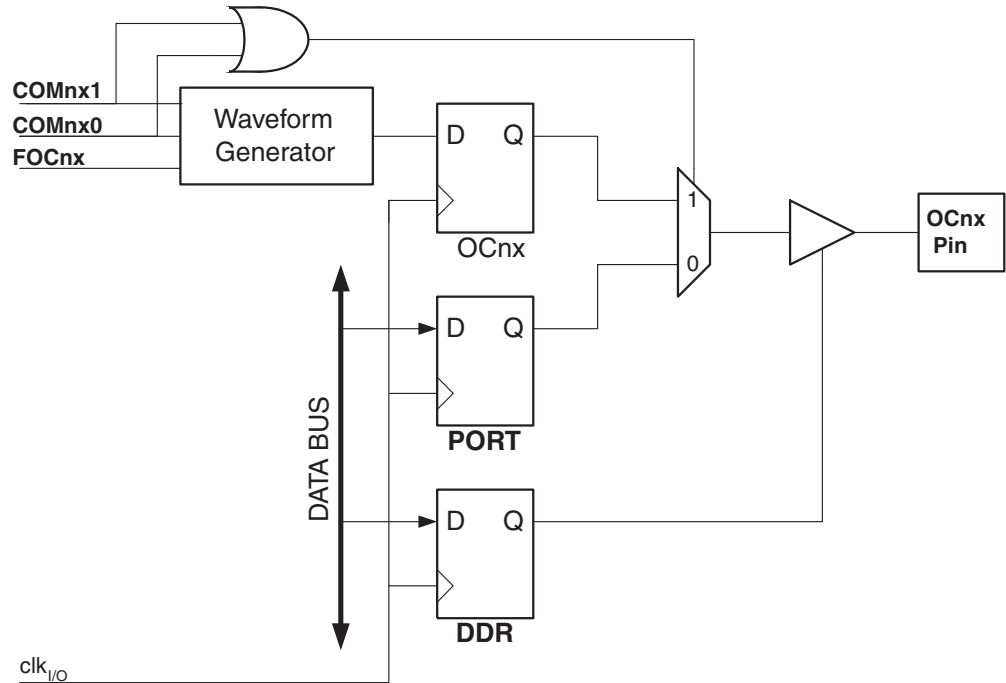 COMnx1
COMnx0
FOCnx
Waveform
Generator
D Q
OCnx
1
0
OCnx
Pin
D Q
PORT
DATA BUS
D Q
DDR
clkI/O